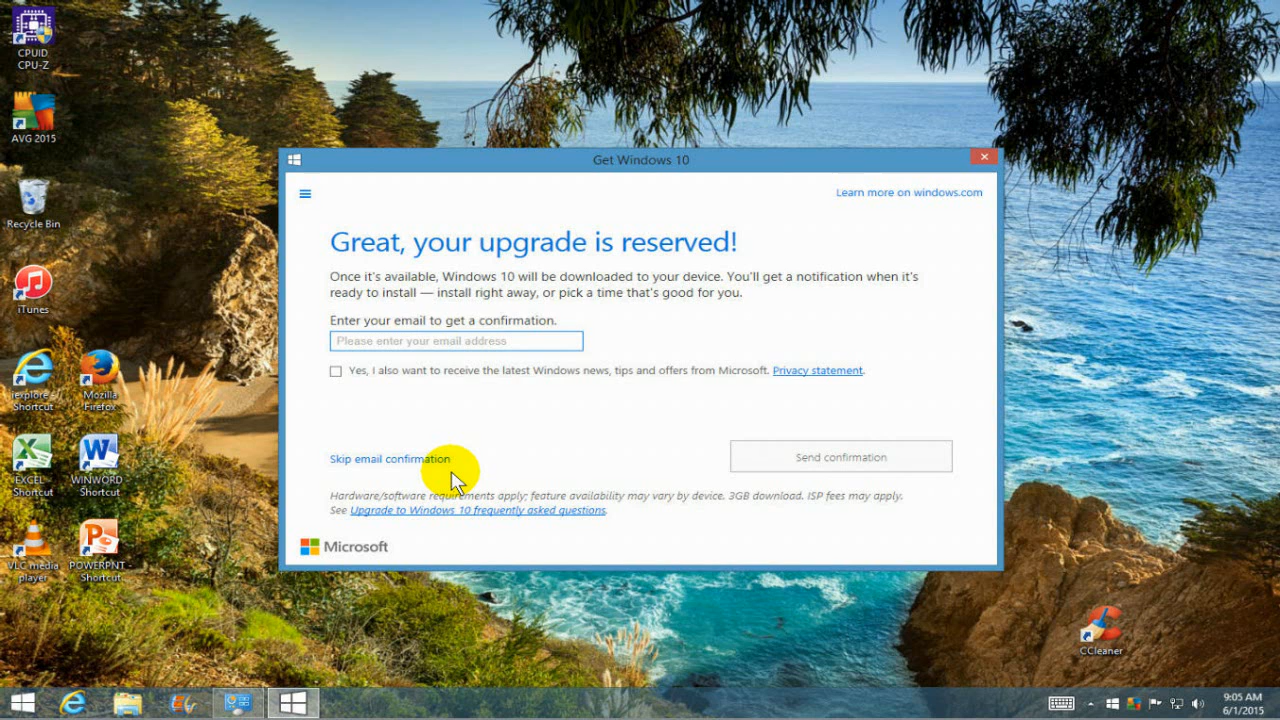 CPUID
CPU-Z
AVG 2015
Recycle Bin
iTunes
iexplore -
Shortcut
Mozilla
Firefox
EXCEL
Shortcut
WINWORD
Shortcut
VLC media
player
POWERPNT -
Shortcut
Get Windows 10
Learn more on windows.com
Great, your upgrade is reserved!
Once it's available, Windows 10 will be downloaded to your device. You'll get a notification when it's
ready to install — install right away, or pick a time that's good for you.
Enter your email to get a confirmation.
Please enter your email address
Yes, I also want to receive the latest Windows news, tips and offers from Microsoft. Privacy statement.
Skip email confirmation
Send confirmation
Hardware/software requirements apply; feature availability may vary by device. 3GB download. ISP fees may apply.
See Upgrade to Windows 10 frequently asked questions.
Microsoft
CCleaner
9:05 AM
6/1/2015